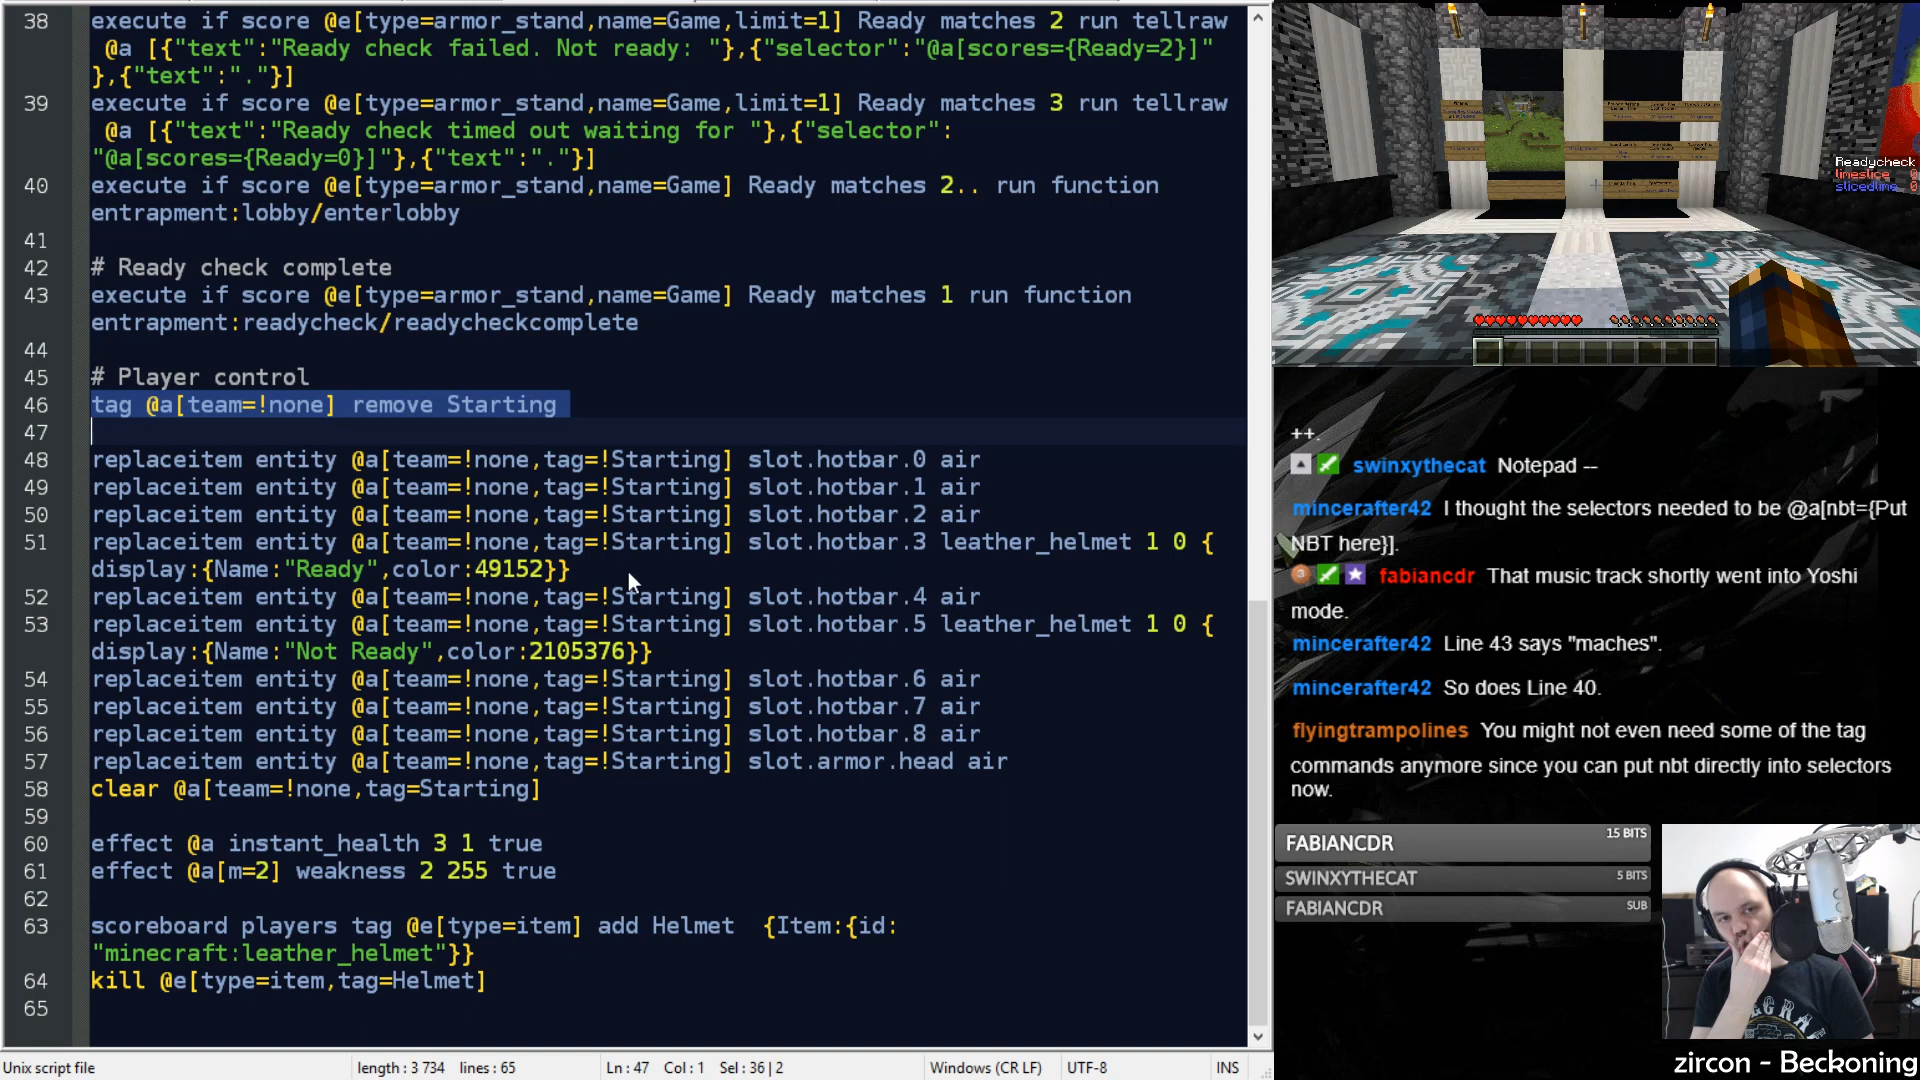 38 execute if score @e[type=armor_stand,name=Game,limit=1] Ready matches 2 run tellraw
@a [{"text":"Ready check failed. Not ready: "},{"selector":"@a[scores={Ready=2}]"
},{"text":"."}]
39 execute if score @e[type=armor_stand,name=Game,limit=1] Ready matches 3 run tellraw
@a [{"text":"Ready check timed out waiting for "},{"selector":
"@a[scores={Ready=0}]"},{"text":"."}]
40 execute if score @e[type=armor_stand,name=Game] Ready matches 2.. run function
entrapment:lobby/enterlobby
41
42 # Ready check complete
43 execute if score @e[type=armor_stand,name=Game] Ready matches 1 run function
entrapment:readycheck/readycheckcomplete
44
45 # Player control
46 tag @a[team=!none] remove Starting
47
48 replaceitem entity @a[team=!none,tag=!Starting] slot.hotbar.0 air
49 replaceitem entity @a[team=!none,tag=!Starting] slot.hotbar.1 air
50 replaceitem entity @a[team=!none,tag=!Starting] slot.hotbar.2 air
51 replaceitem entity @a[team=!none,tag=!Starting] slot.hotbar.3 leather_helmet 1 0 {
display:{Name:"Ready",color:49152}}
52 replaceitem entity @a[team=!none,tag=!Starting] slot.hotbar.4 air
53 replaceitem entity @a[team=!none,tag=!Starting] slot.hotbar.5 leather_helmet 1 0 {
display:{Name:"Not Ready",color:2105376}}
54 replaceitem entity @a[team=!none,tag=!Starting] slot.hotbar.6 air
55 replaceitem entity @a[team=!none,tag=!Starting] slot.hotbar.7 air
56 replaceitem entity @a[team=!none,tag=!Starting] slot.hotbar.8 air
57 replaceitem entity @a[team=!none,tag=!Starting] slot.armor.head air
58 clear @a[team=!none,tag=Starting]
59
60 effect @a instant_health 3 1 true
61 effect @a[m=2] weakness 2 255 true
62
63 scoreboard players tag @e[type=item] add Helmet  {Item:{id:
"minecraft:leather_helmet"}}
64 kill @e[type=item,tag=Helmet]
65
Unix script file length : 3 734 lines : 65 Ln : 47 Col : 1 Sel : 36 | 2 Windows (CR LF) UTF-8 INS
Readycheck
limeslice 0
slicedlime 0
++.
swinxythecat Notepad --
mincerafter42 I thought the selectors needed to be @a[nbt={Put
NBT here}].
fabiancdr That music track shortly went into Yoshi
mode.
mincerafter42 Line 43 says "maches".
mincerafter42 So does Line 40.
flyingtrampolines You might not even need some of the tag
commands anymore since you can put nbt directly into selectors
now.
FABIANCDR 15 BITS
SWINXYTHECAT 5 BITS
FABIANCDR SUB
zircon - Beckoning